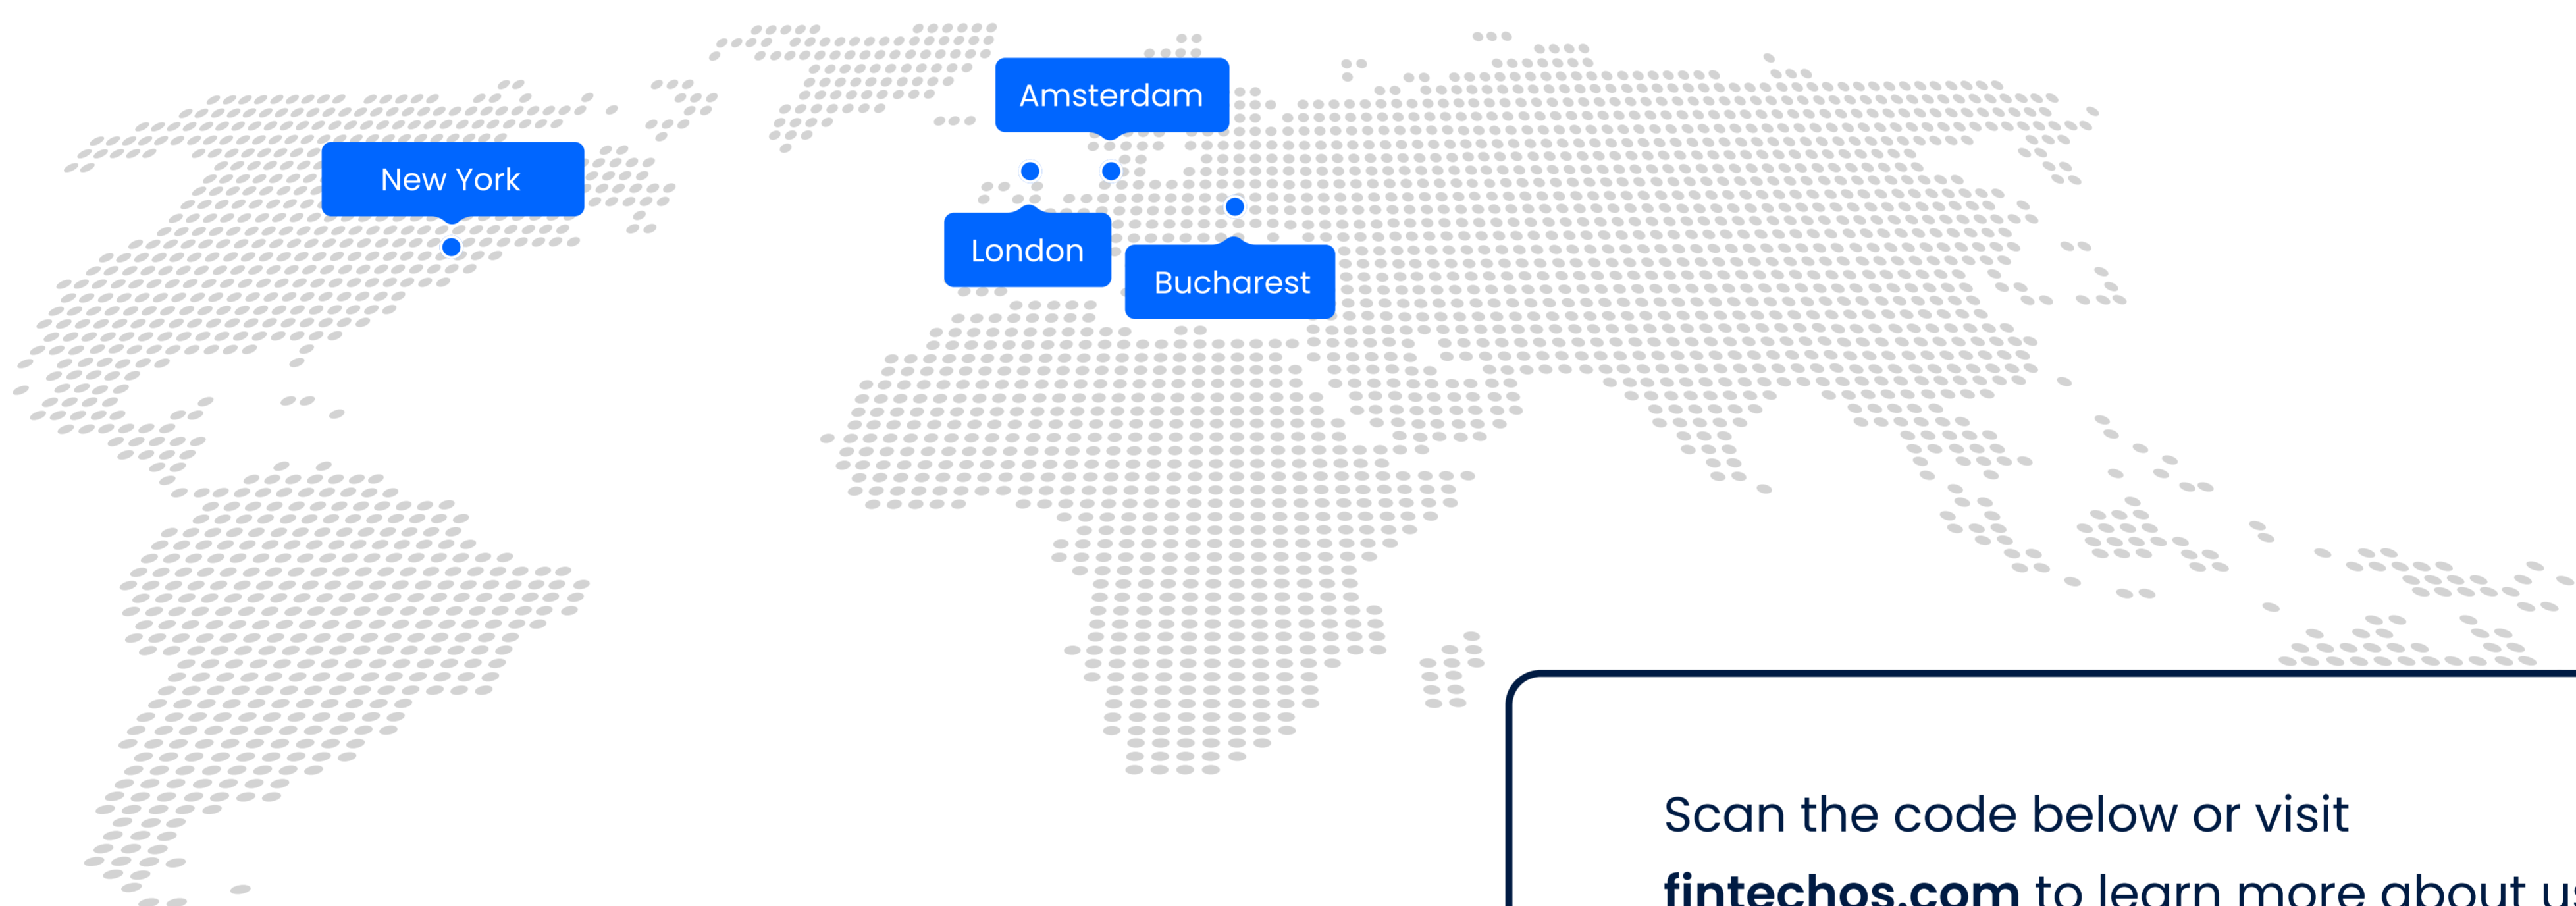 Amsterdam
New York
London
Bucharest
Scan the code below or visit
fintechos.com to learn more about